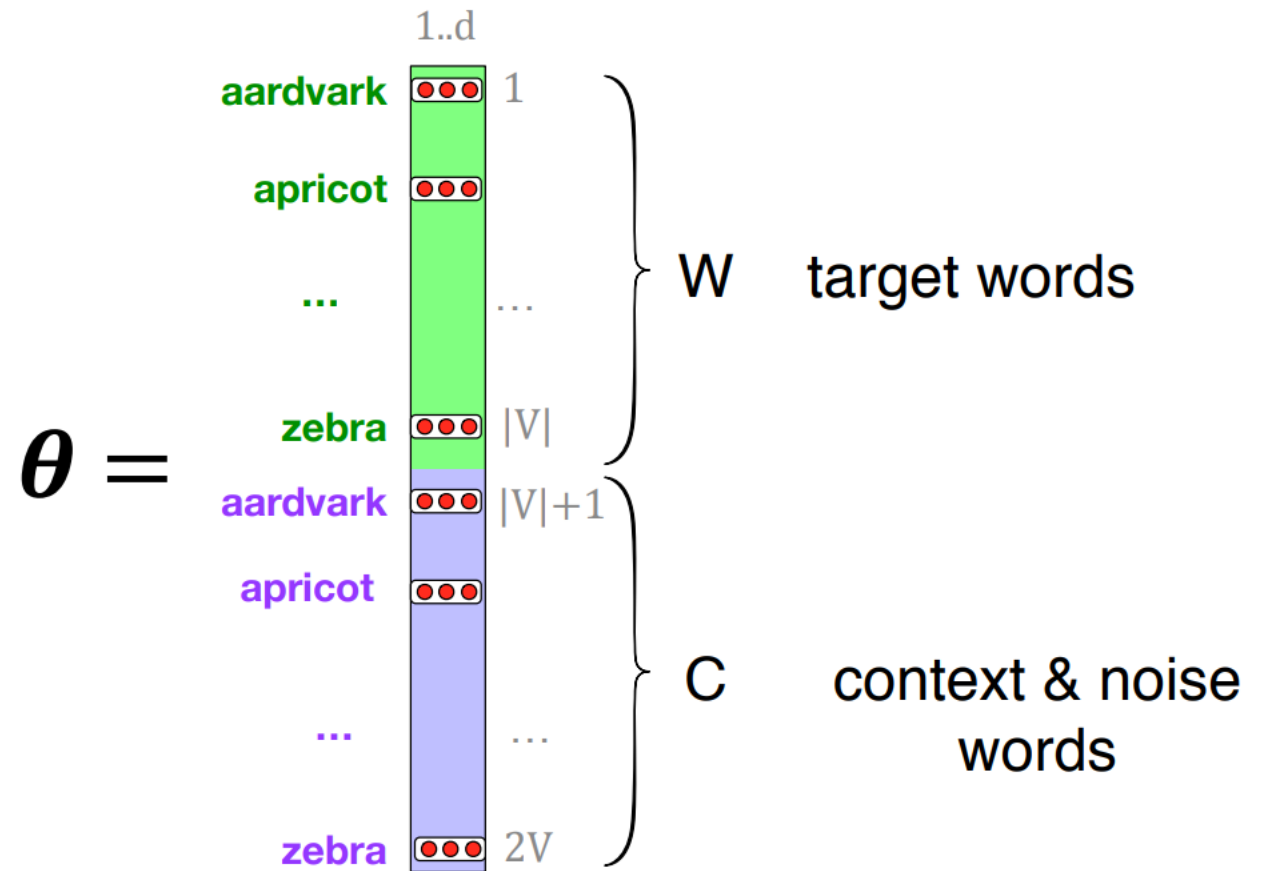 1..d
aardvark 1
apricot
... ...
W target words
zebra |V|
θ =
aardvark |V|+1
apricot
C context & noise
words
... ...
zebra 2V